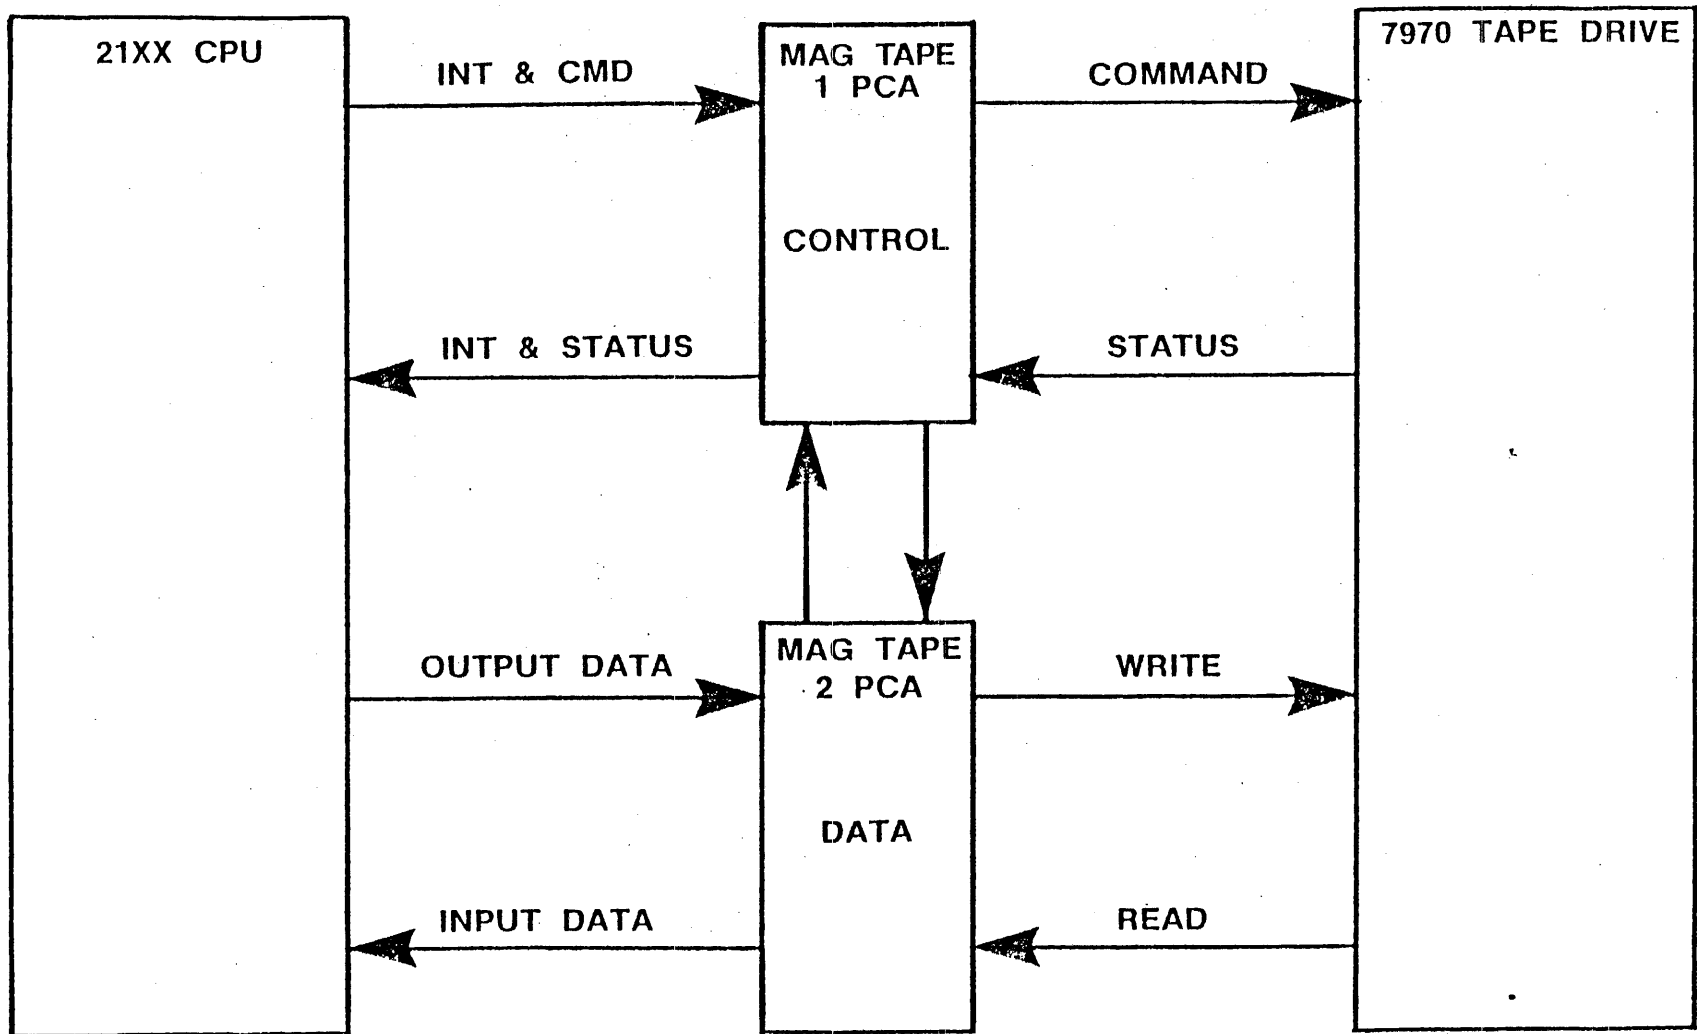 21XX CPU
INT & CMD
MAG TAPE
1 PCA
COMMAND
7970 TAPE DRIVE
CONTROL
INT & STATUS
STATUS
OUTPUT DATA
MAG TAPE
2 PCA
WRITE
DATA
INPUT DATA
READ